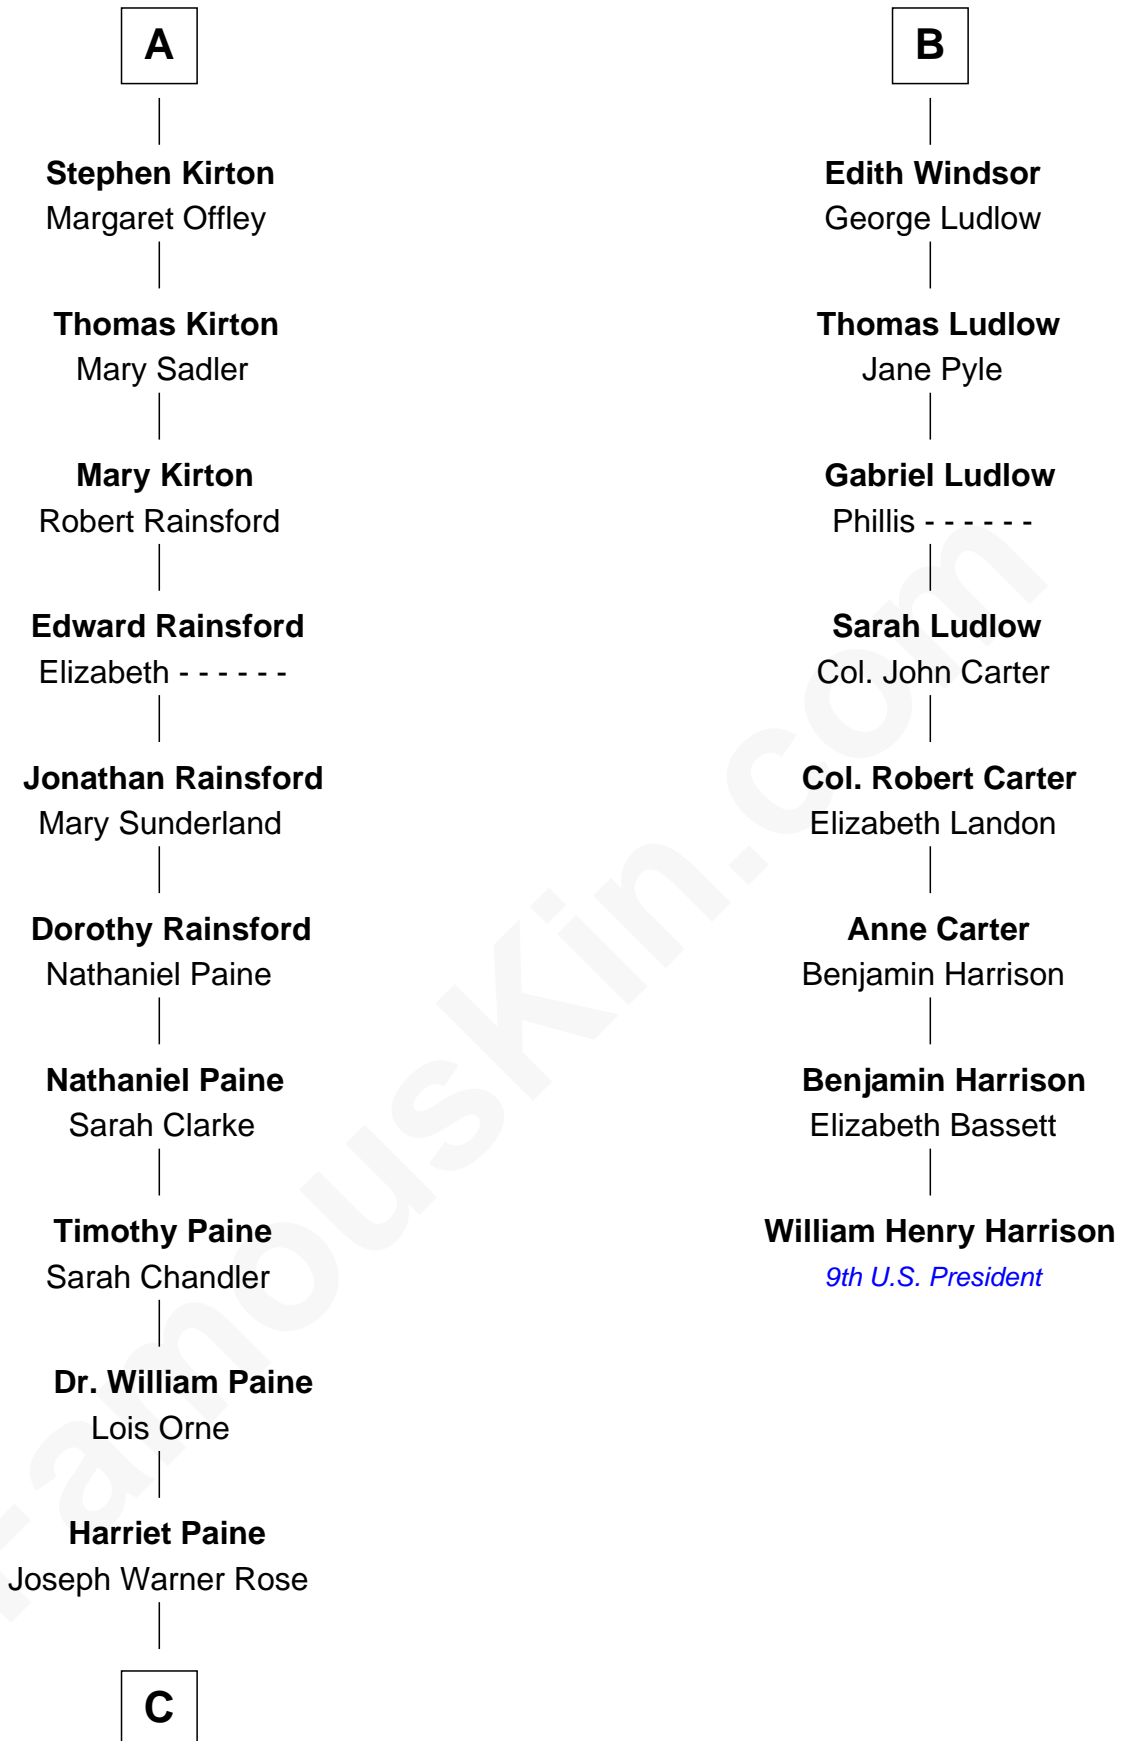 A
Stephen Kirton
Margaret Offley
Thomas Kirton
Mary Sadler
Mary Kirton
Robert Rainsford
Edward Rainsford
Elizabeth - - - - - -
Jonathan Rainsford
Mary Sunderland
Dorothy Rainsford
Nathaniel Paine
Nathaniel Paine
Sarah Clarke
Timothy Paine
Sarah Chandler
Dr. William Paine
Lois Orne
Harriet Paine
Joseph Warner Rose
C
B
Edith Windsor
George Ludlow
Thomas Ludlow
Jane Pyle
Gabriel Ludlow
Phillis - - - - - -
Sarah Ludlow
Col. John Carter
Col. Robert Carter
Elizabeth Landon
Anne Carter
Benjamin Harrison
Benjamin Harrison
Elizabeth Bassett
William Henry Harrison
9th U.S. President
FamousKin.com